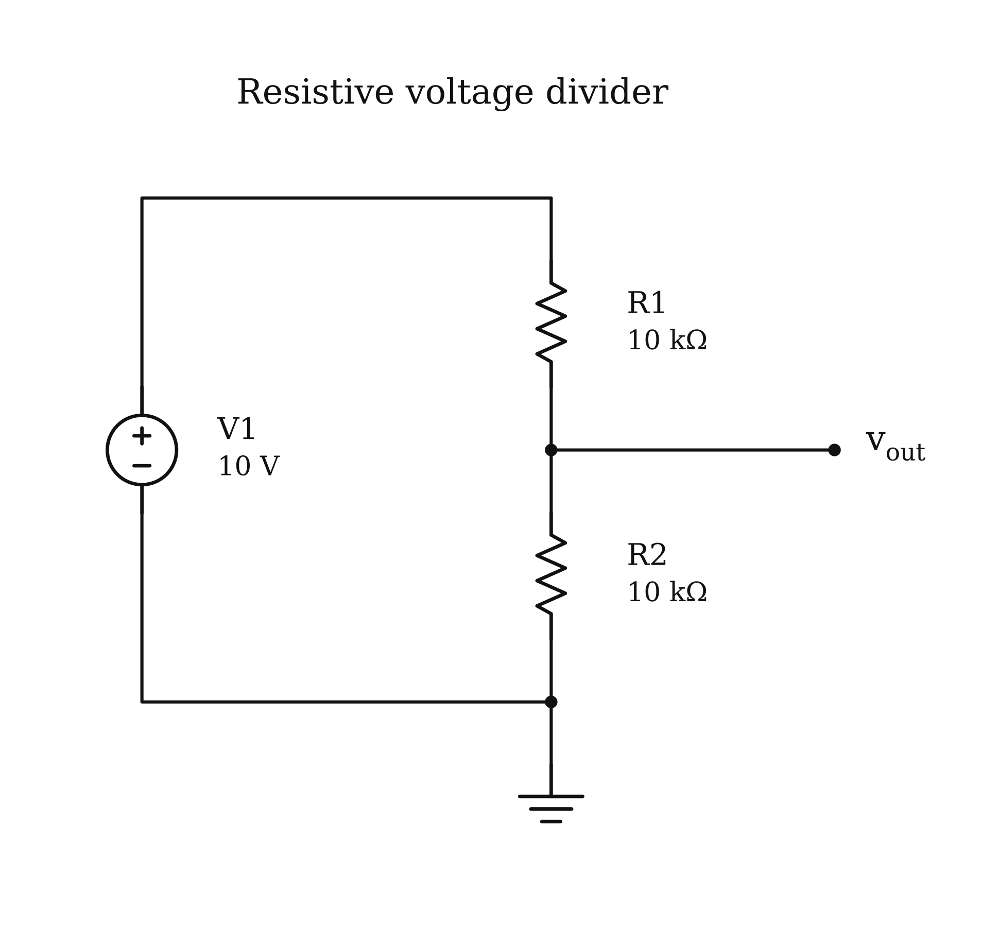 Resistive voltage divider
R1
10 kΩ
V1
10 V
vout
R2
10 kΩ